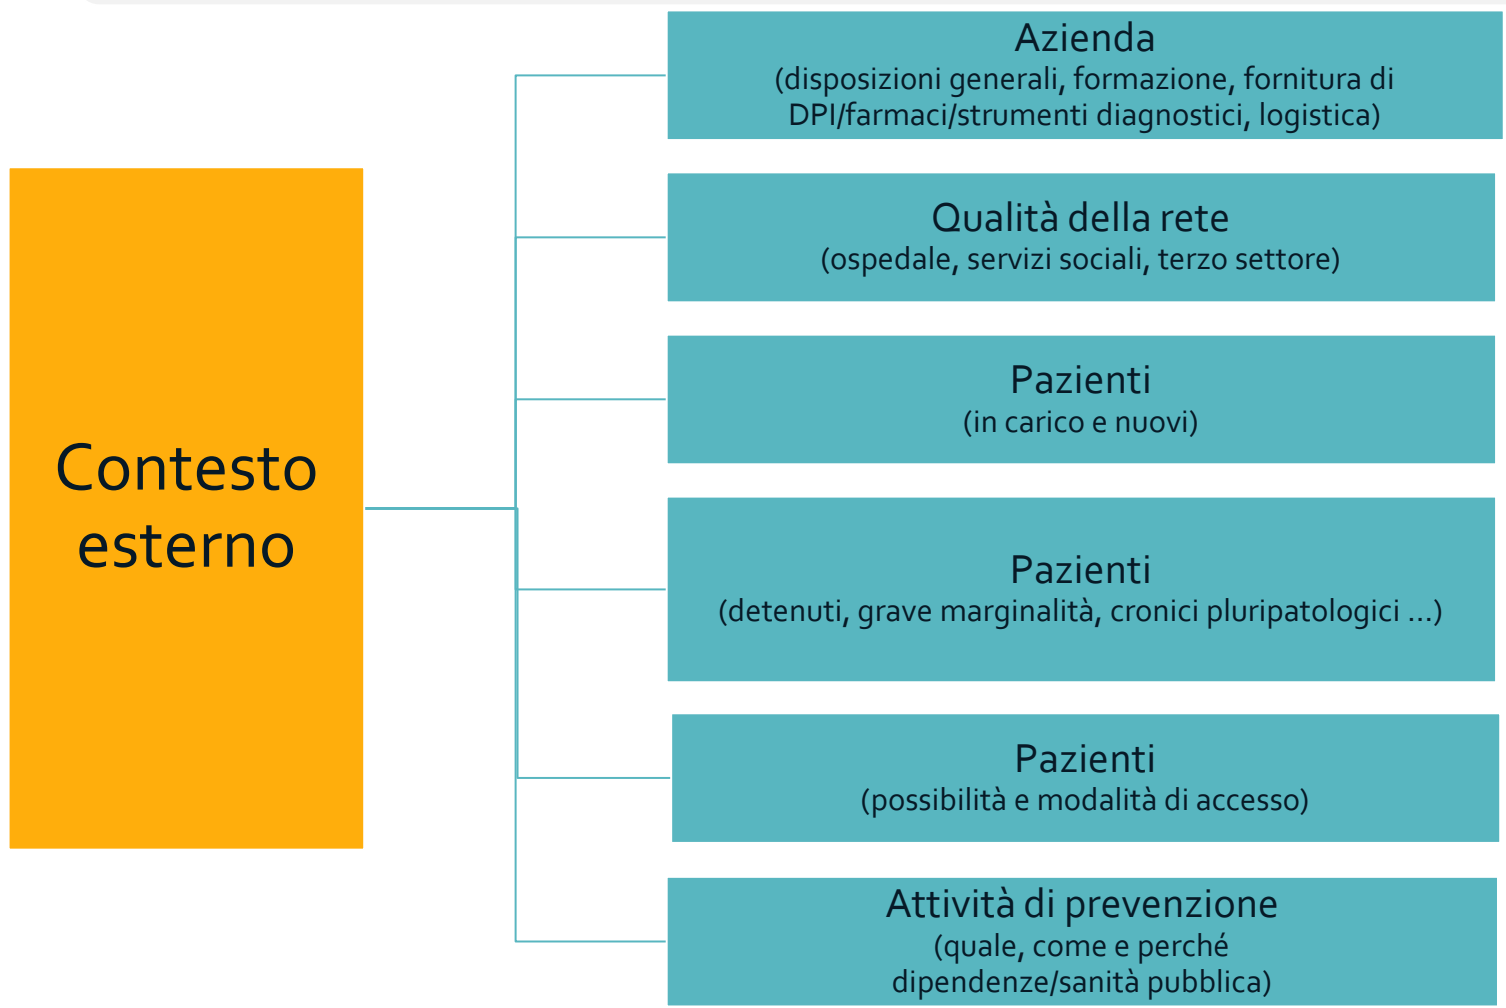 Contesto
esterno
Azienda
(disposizioni generali, formazione, fornitura di
DPI/farmaci/strumenti diagnostici, logistica)
Qualità della rete
(ospedale, servizi sociali, terzo settore)
Pazienti
(in carico e nuovi)
Pazienti
(detenuti, grave marginalità, cronici pluripatologici ...)
Pazienti
(possibilità e modalità di accesso)
Attività di prevenzione
(quale, come e perché
dipendenze/sanità pubblica)